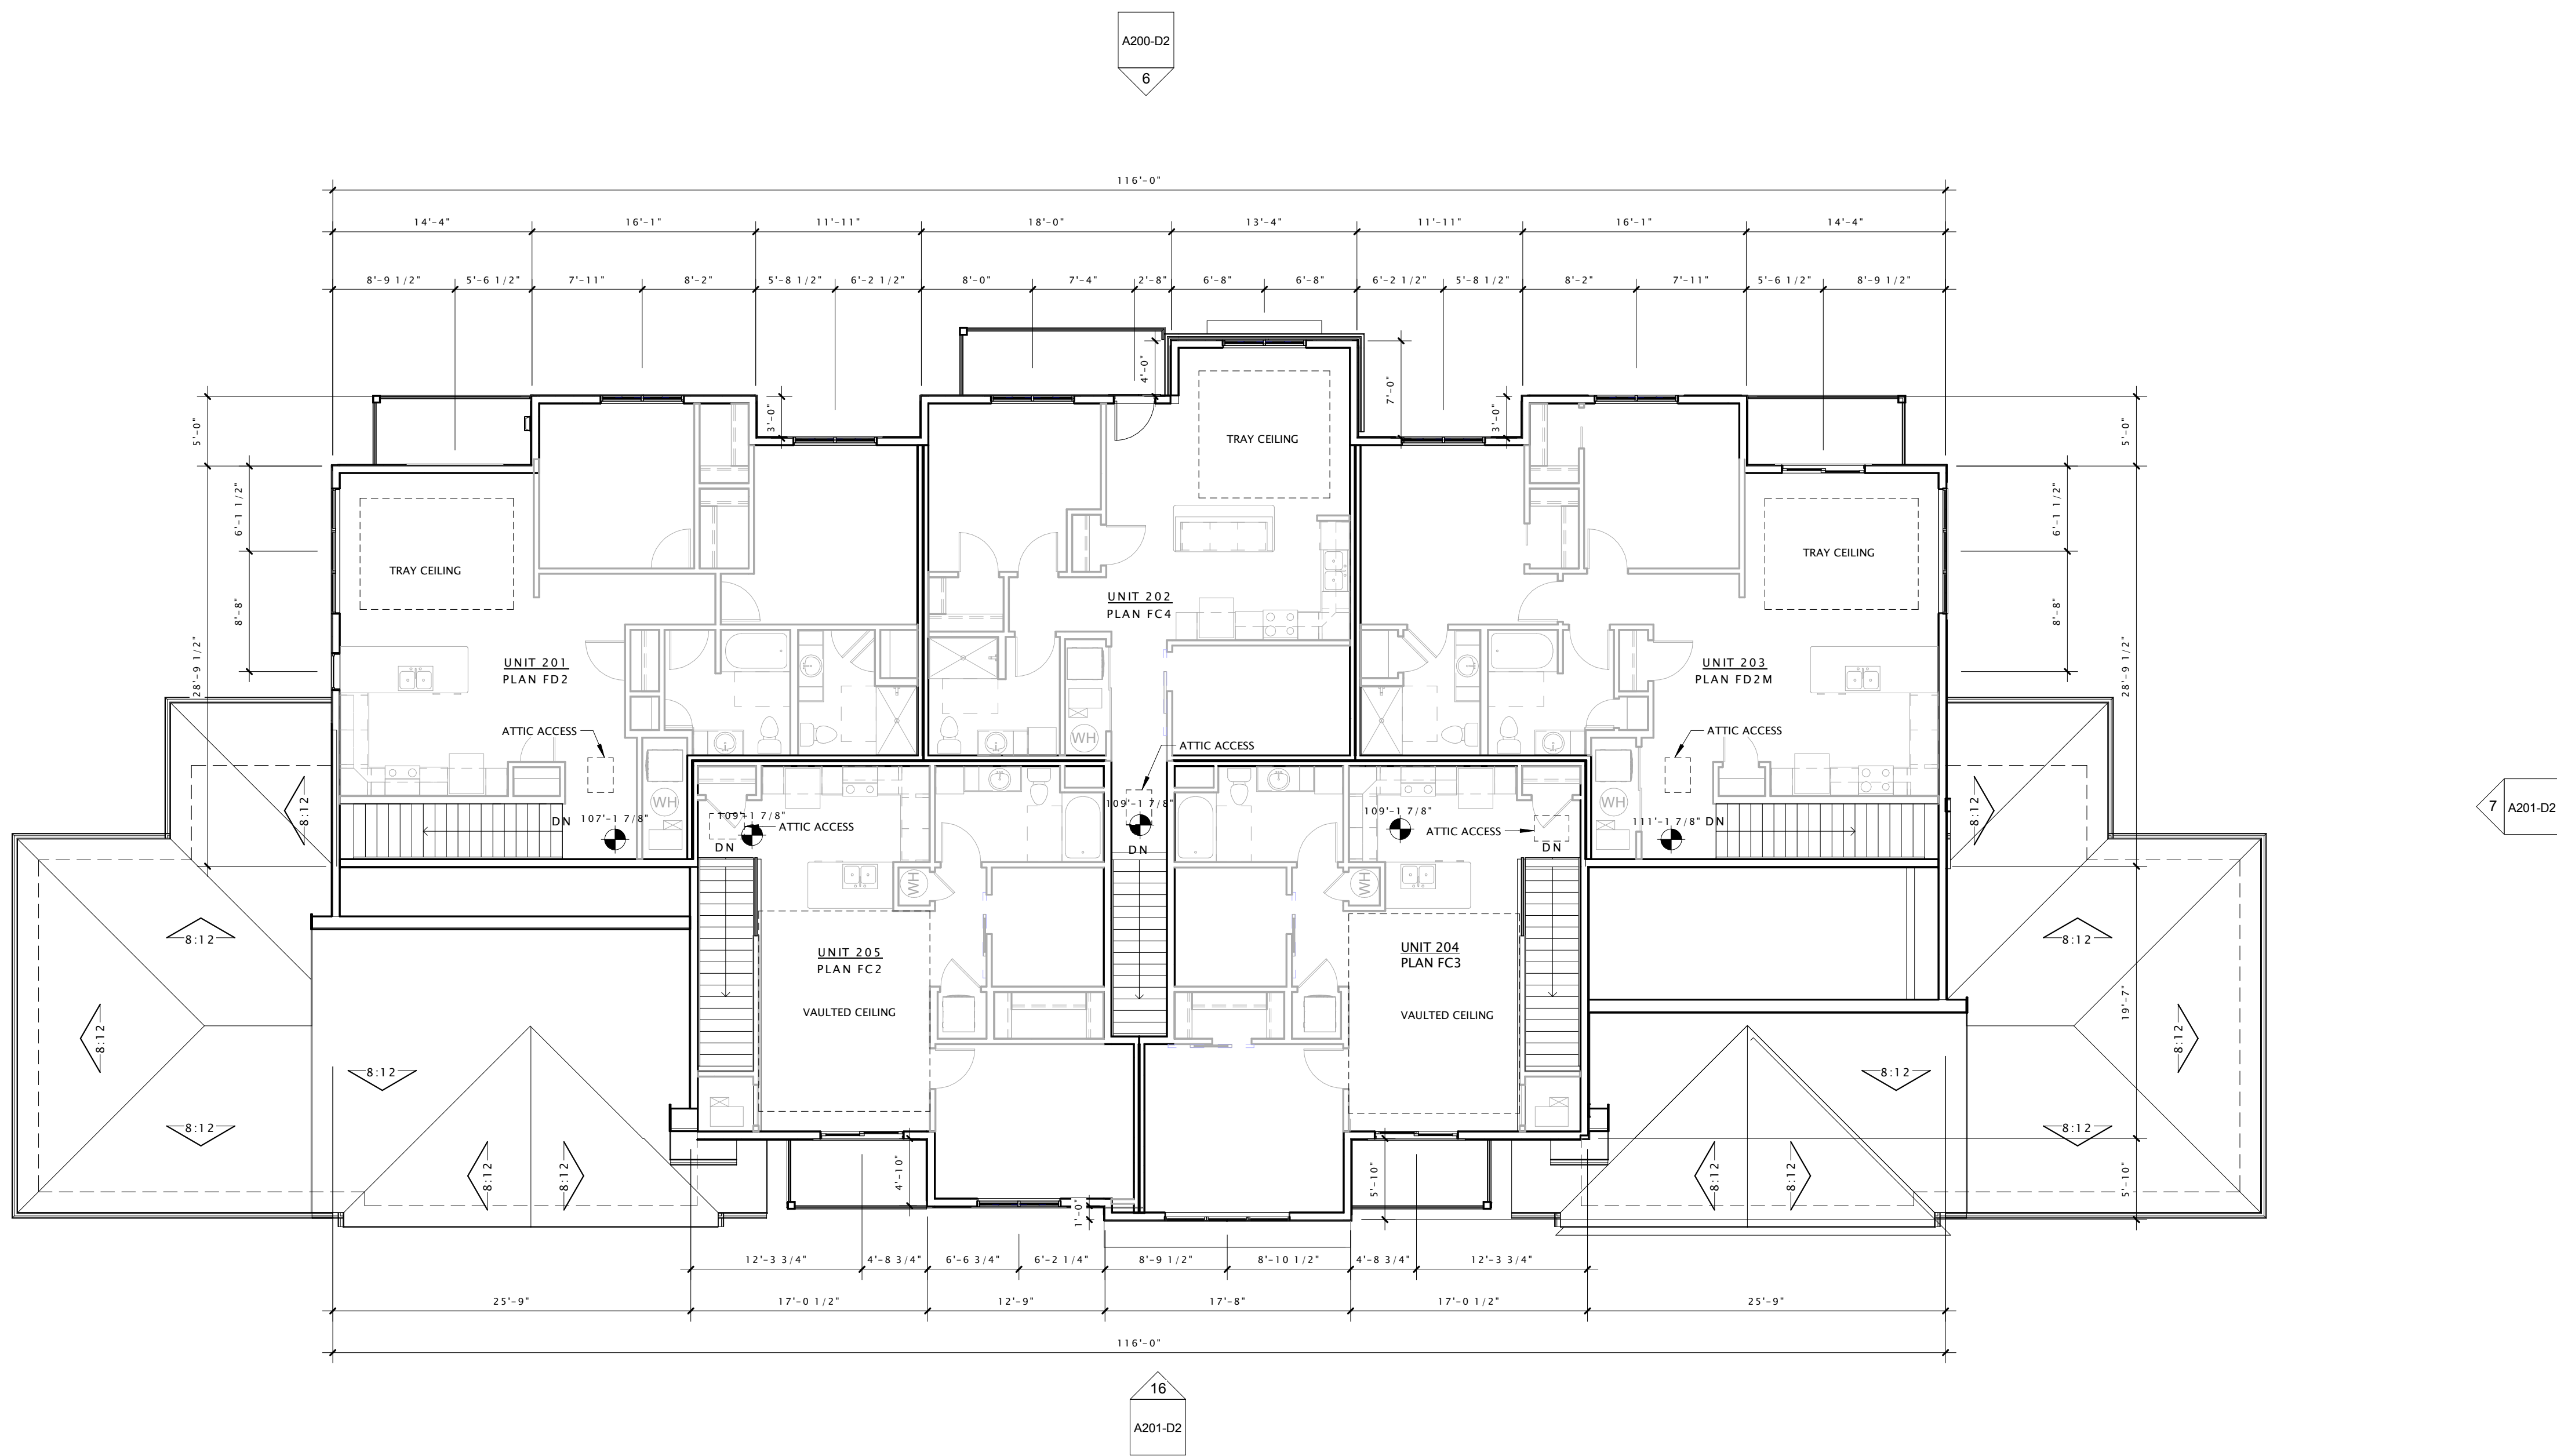 A200-D2
6
116'-0"
14'-4"
16'-1"
11'-11"
18'-0"
13'-4"
11'-11"
16'-1"
14'-4"
8'-9 1/2"
5'-6 1/2"
7'-11"
8'-2"
5'-8 1/2"
6'-2 1/2"
8'-0"
7'-4"
2'-8"
6'-8"
6'-8"
6'-2 1/2"
5'-8 1/2"
8'-2"
7'-11"
5'-6 1/2"
8'-9 1/2"
5'-0"
3'-0"
4'-0"
7'-0"
3'-0"
5'-0"
6'-1 1/2"
8'-8"
28'-9 1/2"
TRAY CEILING
TRAY CEILING
TRAY CEILING
6'-1 1/2"
8'-8"
28'-9 1/2"
UNIT 202
PLAN FC4
UNIT 201
PLAN FD2
UNIT 203
PLAN FD2M
ATTIC ACCESS
ATTIC ACCESS
ATTIC ACCESS
WH
WH
WH
DN
107'-1 7/8"
109'-1 7/8"
ATTIC ACCESS
DN
109'-1 7/8"
DN
109'-1 7/8"
ATTIC ACCESS
DN
111'-1 7/8"
DN
7
A201-D2
WH
WH
8:12
8:12
8:12
8:12
8:12
8:12
8:12
8:12
8:12
8:12
8:12
8:12
8:12
8:12
UNIT 205
PLAN FC2
VAULTED CEILING
UNIT 204
PLAN FC3
VAULTED CEILING
19'-7"
5'-10"
4'-10"
1'-0"
5'-10"
12'-3 3/4"
4'-8 3/4"
6'-6 3/4"
6'-2 1/4"
8'-9 1/2"
8'-10 1/2"
4'-8 3/4"
12'-3 3/4"
25'-9"
17'-0 1/2"
12'-9"
17'-8"
17'-0 1/2"
25'-9"
116'-0"
16
A201-D2